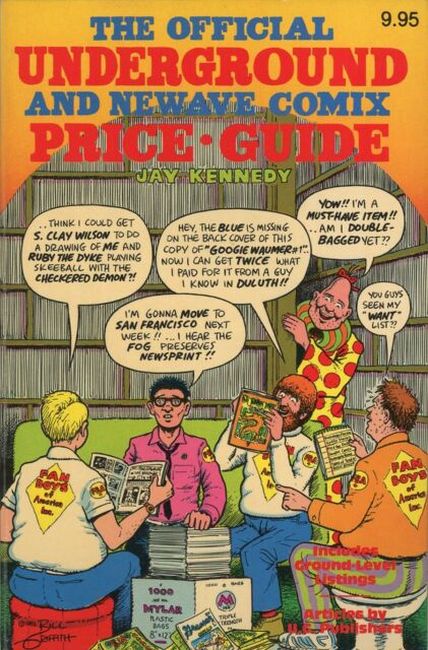 THE OFFICIAL
9.95
UNDERGROUND
AND NEWAVE COMIX
PRICE • GUIDE
JAY KENNEDY
..THINK I COULD GET
S. CLAY WILSON TO DO
A DRAWING OF ME AND
RUBY THE DYKE PLAYING
SKEEBALL WITH THE
CHECKERED DEMON?!
HEY, THE BLUE IS MISSING
ON THE BACK COVER OF THIS
COPY OF "GOOGIE WAUMER #1"..
NOW I CAN GET TWICE WHAT
I PAID FOR IT FROM A GUY
I KNOW IN DULUTH!!
YOW!! I'M A
MUST-HAVE ITEM!!
..AM I DOUBLE-
BAGGED YET??
I'M GONNA MOVE TO
SAN FRANCISCO NEXT
WEEK!! ...I HEAR THE
FOG PRESERVES
NEWSPRINT!!
YOU GUYS
SEEN MY
"WANT"
LIST??
FAN
BOYS
of
America
Inc.
FAN
BOYS
of
America
Inc.
1000
MYLAR
PLASTIC
BAGS
M
TRIPLE
STRENGTH
Includes
Ground-Level
Listings
Articles by
U.G. Publishers
BILL
GRIFFITH